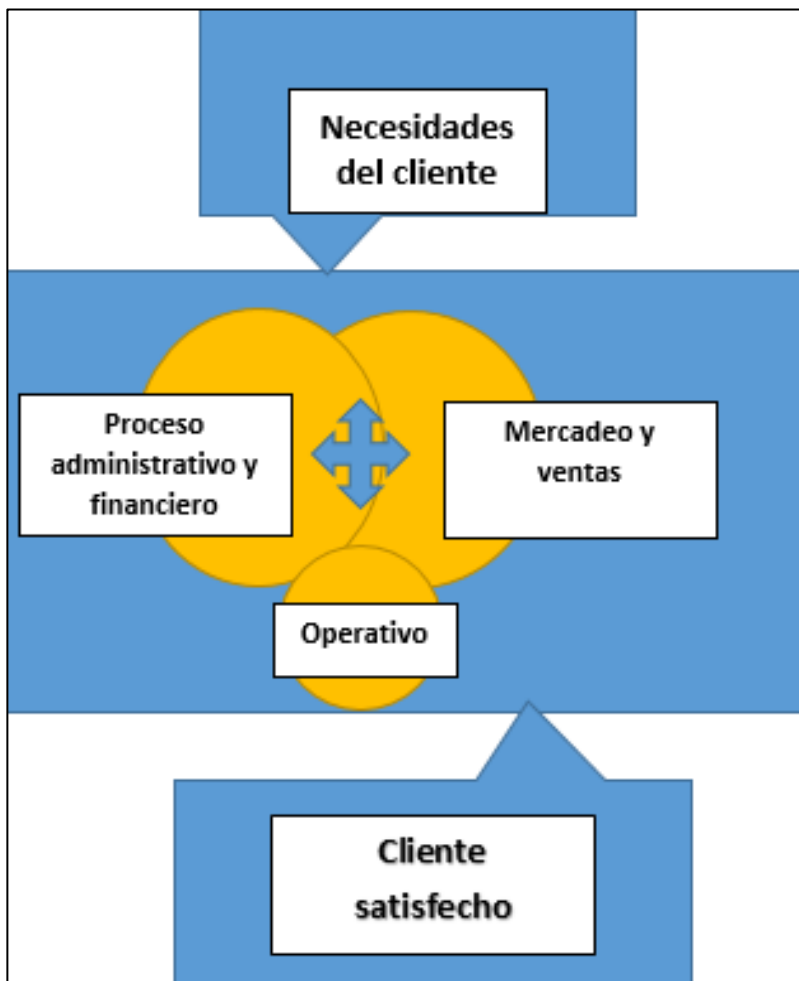 Necesidades
del cliente
Proceso
administrativo y
financiero
Mercadeo y
ventas
Operativo
Cliente
satisfecho